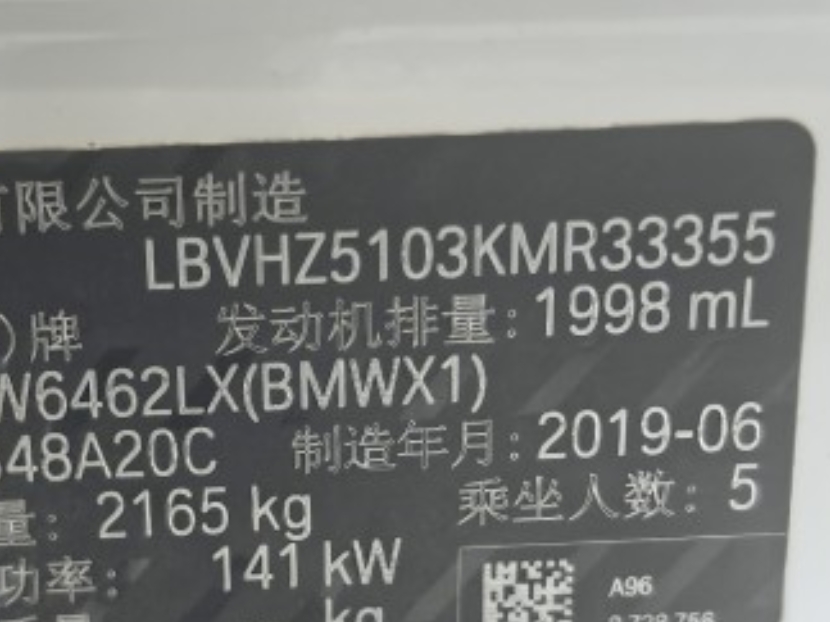 有限公司制造
LBVHZ5103KMR33355
)牌 发动机排量: 1998 mL
W6462LX(BMWX1)
48A20C 制造年月: 2019-06
量: 2165 kg 乘坐人数: 5
功率: 141 kW
kg A96